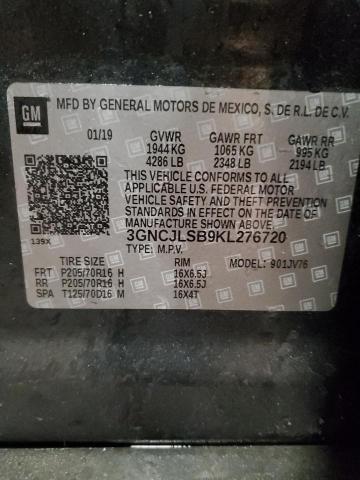 GM MFD BY GENERAL MOTORS DE MEXICO, S. DE R.L. DE C.V.
01/19 GVWR GAWR FRT GAWR RR
1944 KG 1065 KG 995 KG
4286 LB 2348 LB 2194 LB
THIS VEHICLE CONFORMS TO ALL APPLICABLE
U.S. FEDERAL MOTOR
VEHICLE SAFETY AND THEFT PREVENTION
STANDARDS IN EFFECT ON THE DATE OF
MANUFACTURE SHOWN ABOVE.
139X 3GNCJLSB9KL276720
TYPE: M.P.V.
TIRE SIZE RIM MODEL: 901JV76
FRT P205/70R16 H 16X6.5J
RR P205/70R16 H 16X6.5J
SPA T125/70D16 M 16X4T